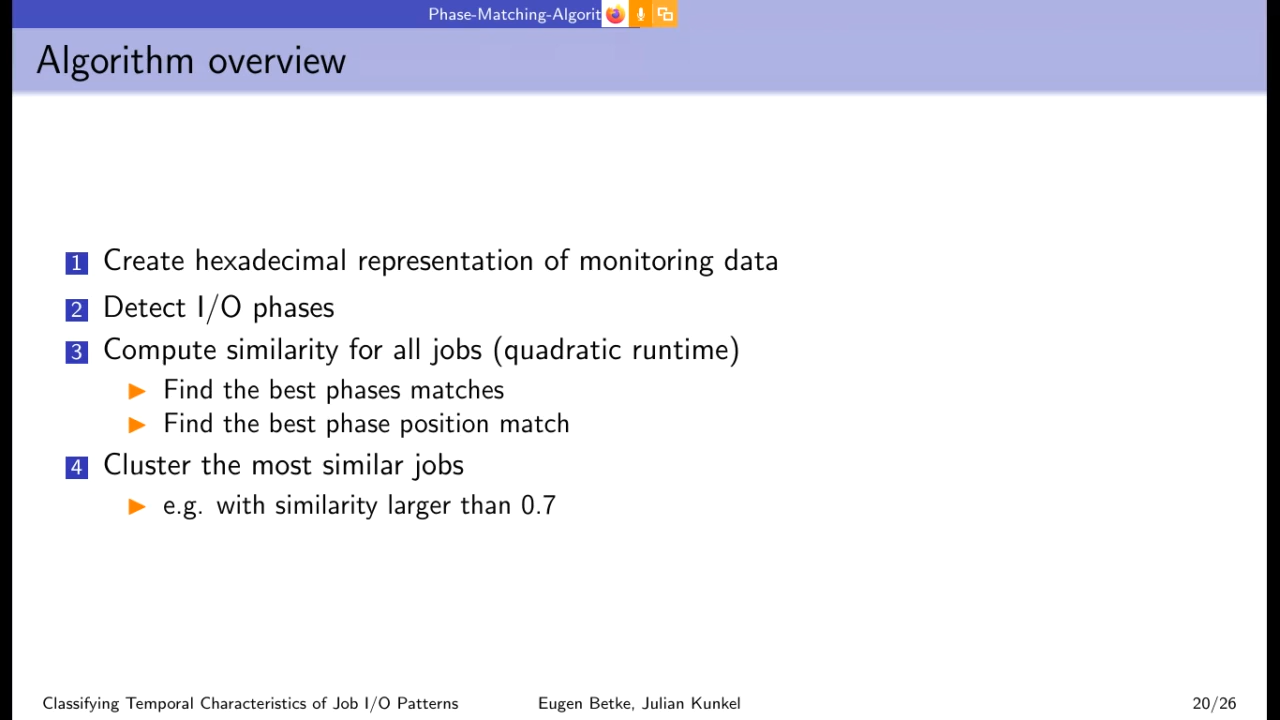 Phase-Matching-Algorit
Algorithm overview
1 Create hexadecimal representation of monitoring data
2 Detect I/O phases
3 Compute similarity for all jobs (quadratic runtime)
▶ Find the best phases matches
▶ Find the best phase position match
4 Cluster the most similar jobs
▶ e.g. with similarity larger than 0.7
Classifying Temporal Characteristics of Job I/O Patterns Eugen Betke, Julian Kunkel 20/26